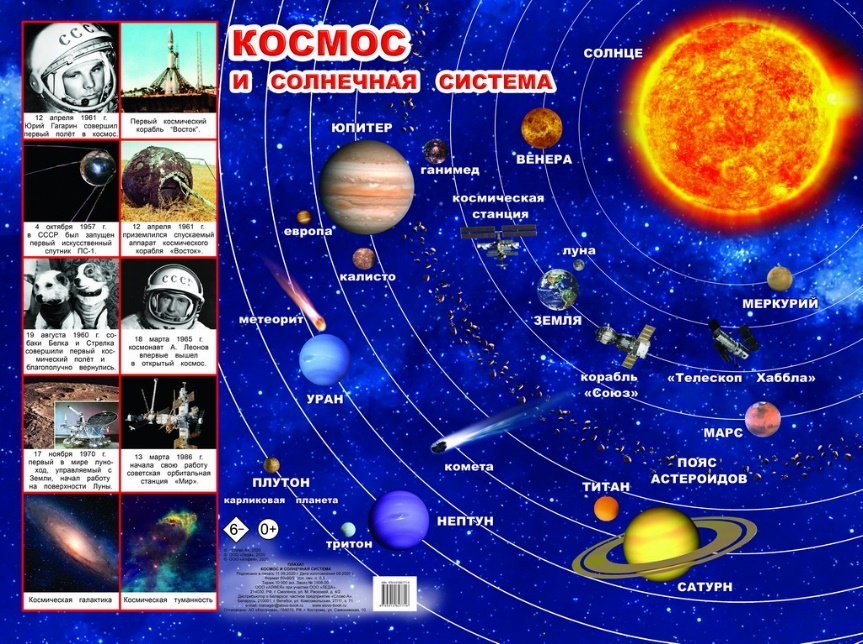 КОСМОС
И СОЛНЕЧНАЯ СИСТЕМА
СССР
12 апреля 1961 г.
Юрий Гагарин совершил
первый полёт в космос.
Первый космический
корабль "Восток".
4 октября 1957 г.
в СССР был запущен
первый искусственный
спутник ПС-1.
12 апреля 1961 г.
приземлился спускаемый
аппарат космического
корабля «Восток».
19 августа 1960 г. со-
баки Белка и Стрелка
совершили первый кос-
мический полёт и
благополучно вернулись.
СССР
18 марта 1965 г.
космонавт А. Леонов
впервые вышел
в открытый космос.
17 ноября 1970 г.
первый в мире луно-
ход, управляемый с
Земли, начал работу
на поверхности Луны.
13 марта 1986 г.
начала свою работу
советская орбитальная
станция «Мир».
Космическая галактика
Космическая туманность
СОЛНЦЕ
ЮПИТЕР
ганимед
ВЕНЕРА
космическая
станция
европа
калисто
луна
ЗЕМЛЯ
МЕРКУРИЙ
метеорит
УРАН
корабль
«Союз»
«Телескоп Хаббла»
МАРС
комета
ПОЯС
АСТЕРОИДОВ
ПЛУТОН
карликовая планета
ТИТАН
НЕПТУН
тритон
САТУРН
6−
0+
ПЛАКАТ
КОСМОС И СОЛНЕЧНАЯ СИСТЕМА